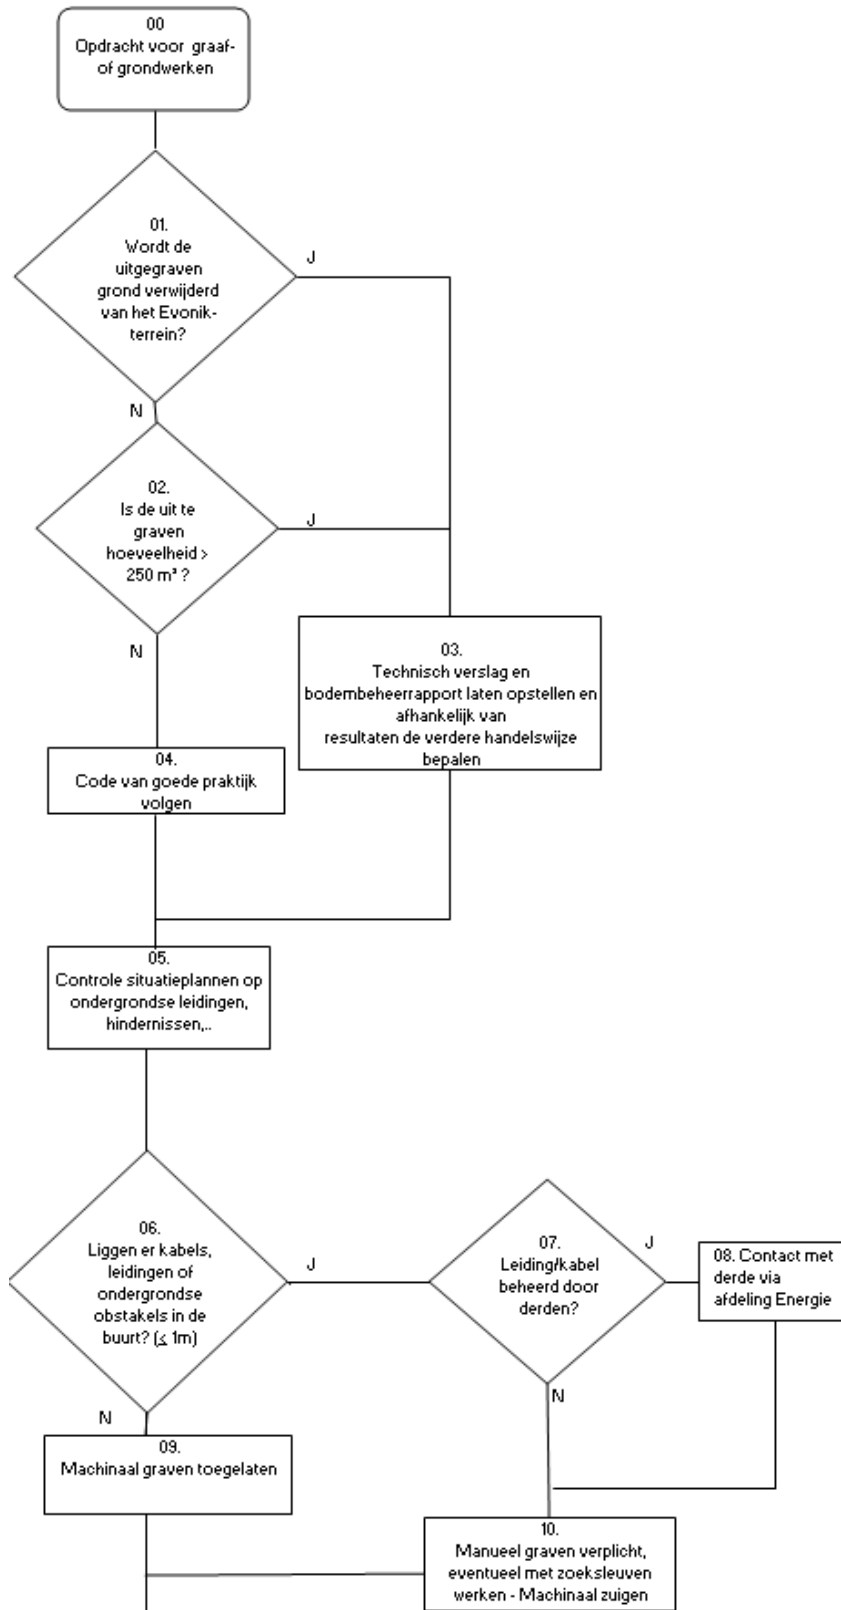 00
Opdracht voor graaf-
of grondwerken
01.
Wordt de
uitgegraven
grond verwijderd
van het Evonik-
terrein?
J
N
02.
Is de uit te
graven
hoeveelheid >
250 m³ ?
J
N
03.
Technisch verslag en
bodembeheerrapport laten opstellen en
afhankelijk van
resultaten de verdere handelswijze
bepalen
04.
Code van goede praktijk
volgen
05.
Controle situatieplannen op
ondergrondse leidingen,
hindernissen,..
06.
Liggen er kabels,
leidingen of
ondergrondse
obstakels in de
buurt? (≤ 1m)
J
N
07.
Leiding/kabel
beheerd door
derden?
J
N
08. Contact met
derde via
afdeling Energie
09.
Machinaal graven toegelaten
10.
Manueel graven verplicht,
eventueel met zoeksleuven
werken - Machinaal zuigen